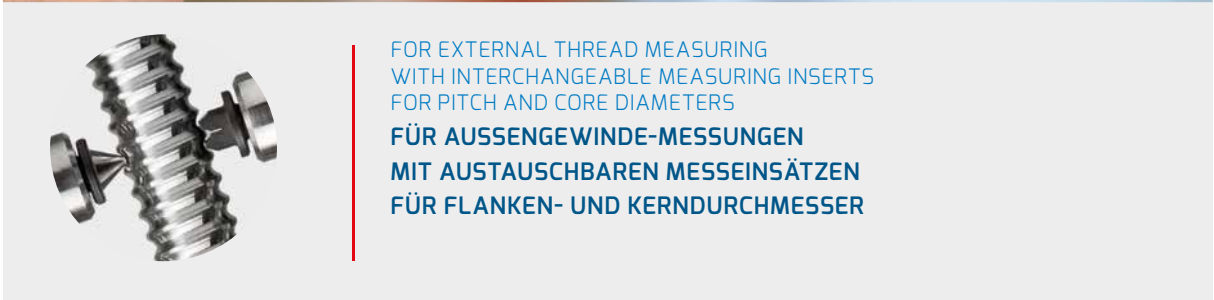 FOR EXTERNAL THREAD MEASURING
WITH INTERCHANGEABLE MEASURING INSERTS
FOR PITCH AND CORE DIAMETERS
FÜR AUSSENGEWINDE-MESSUNGEN
MIT AUSTAUSCHBAREN MESSEINSÄTZEN
FÜR FLANKEN- UND KERNDURCHMESSER